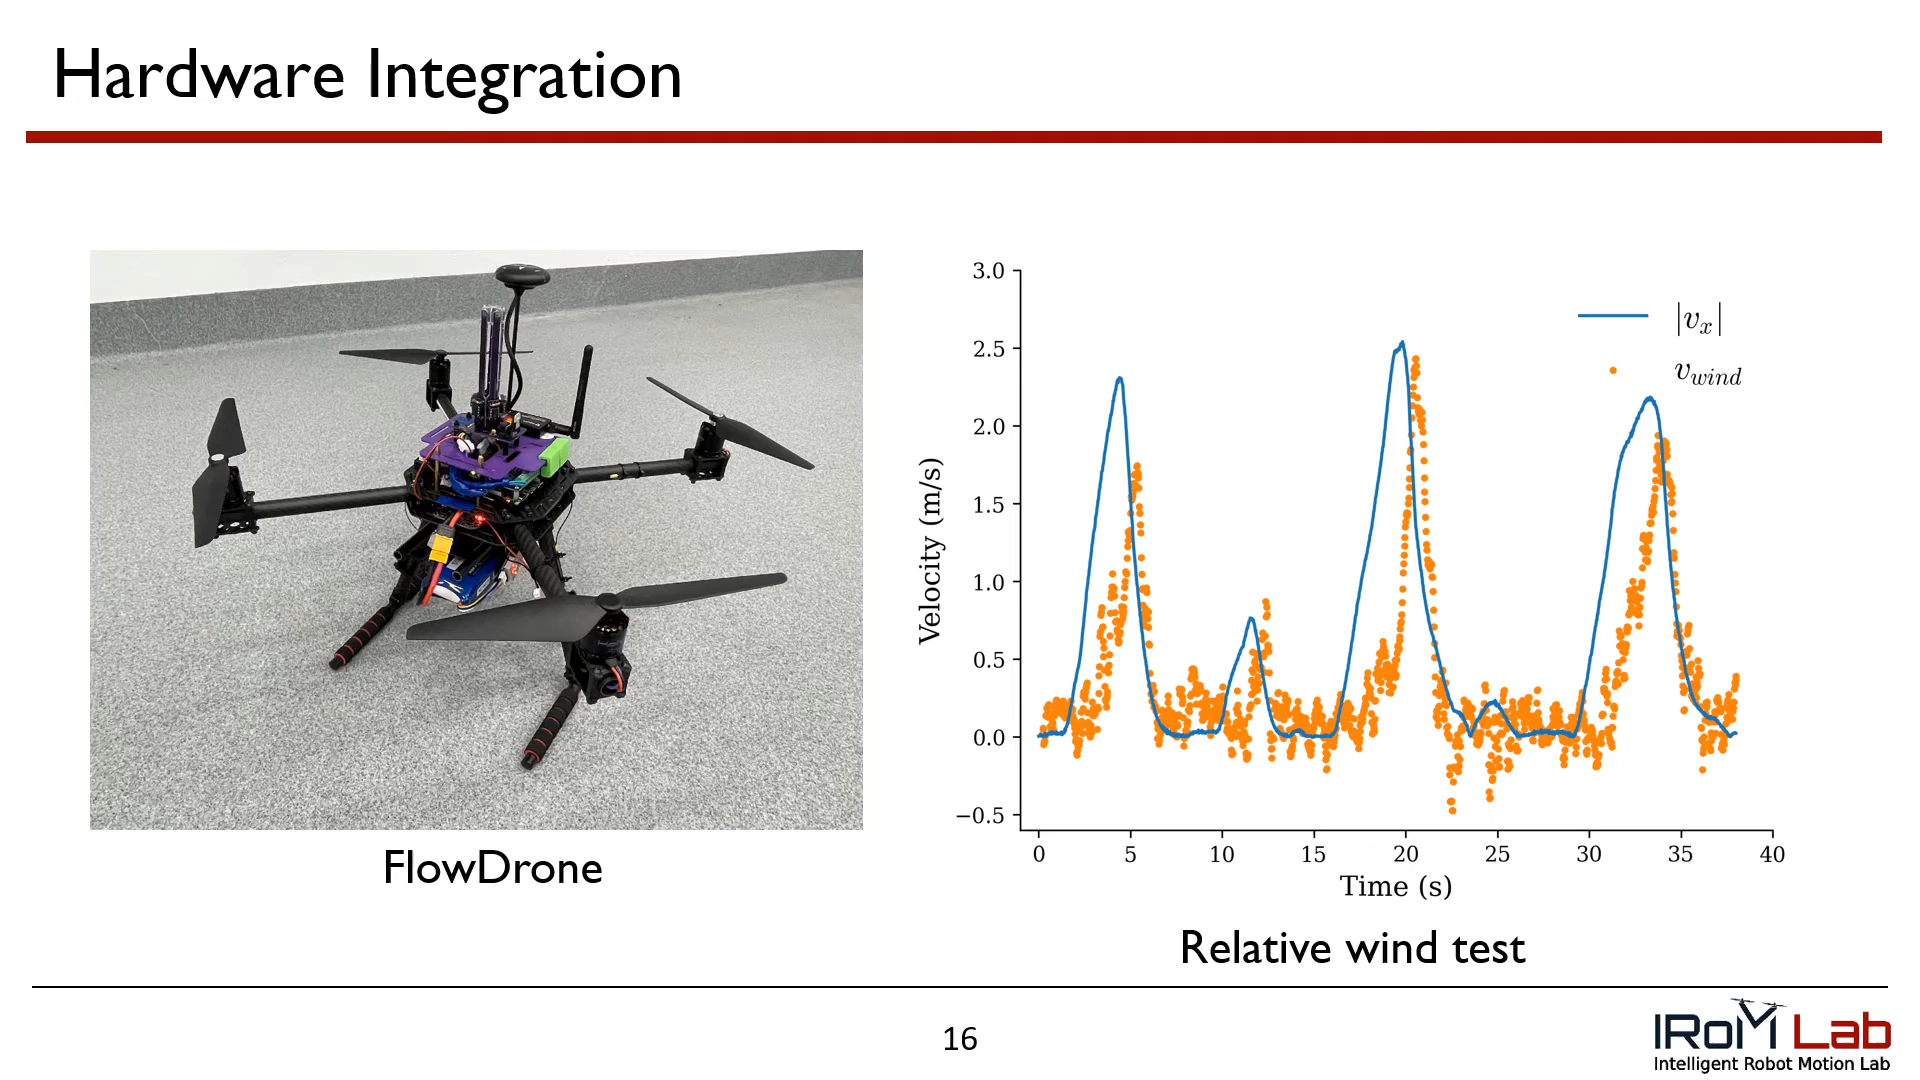 Hardware Integration
3.0
2.5
2.0
1.5
1.0
0.5
0.0
−0.5
Velocity (m/s)
|v_x|
v_wind
0 5 10 15 20 25 30 35 40
Time (s)
FlowDrone
Relative wind test
16
IRoM Lab
Intelligent Robot Motion Lab